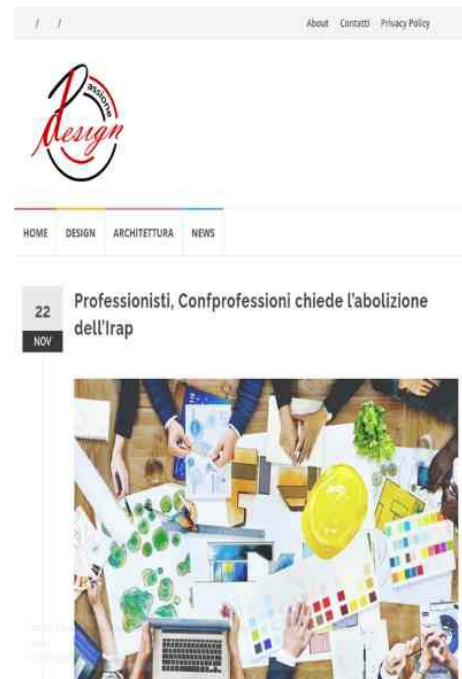 / / About Contatti Privacy Policy
Passione
design
HOME DESIGN ARCHITETTURA NEWS
22
NOV
Professionisti, Confprofessioni chiede l'abolizione
dell'Irap